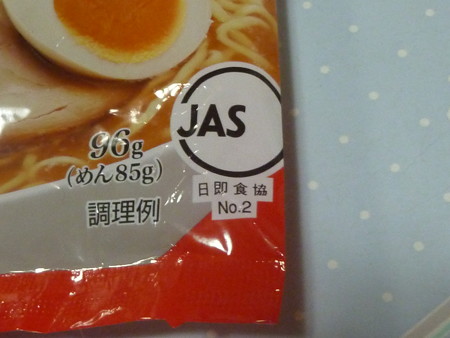 JAS
96g
(めん85g)
日即食協
No.2
調理例